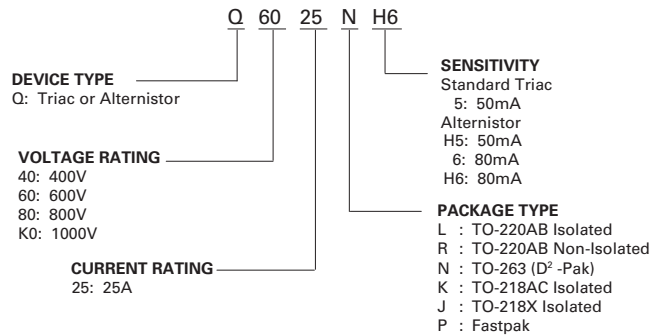 Q 60 25 N H6
DEVICE TYPE
Q: Triac or Alternistor
VOLTAGE RATING
40: 400V
60: 600V
80: 800V
K0: 1000V
CURRENT RATING
25: 25A
SENSITIVITY
Standard Triac
5: 50mA
Alternistor
H5: 50mA
6: 80mA
H6: 80mA
PACKAGE TYPE
L : TO-220AB Isolated
R : TO-220AB Non-Isolated
N : TO-263 (D² -Pak)
K : TO-218AC Isolated
J : TO-218X Isolated
P : Fastpak